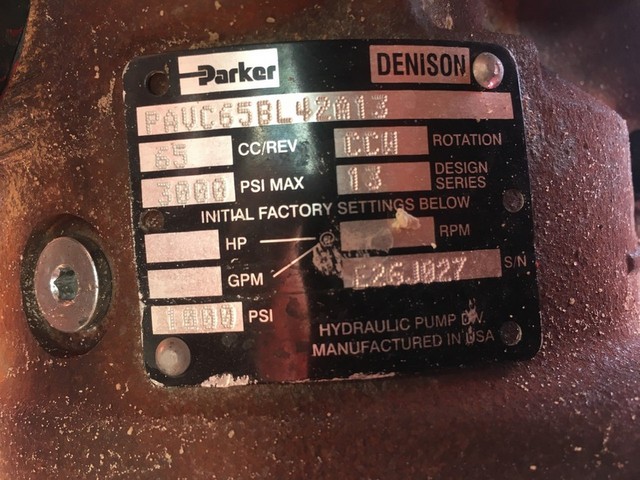 Parker DENISON
PAVC65BL4ZA13
65 CC/REV CCW ROTATION
3000 PSI MAX 13 DESIGN SERIES
INITIAL FACTORY SETTINGS BELOW
HP RPM
GPM E26J027 S/N
1000 PSI
HYDRAULIC PUMP DIV.
MANUFACTURED IN USA